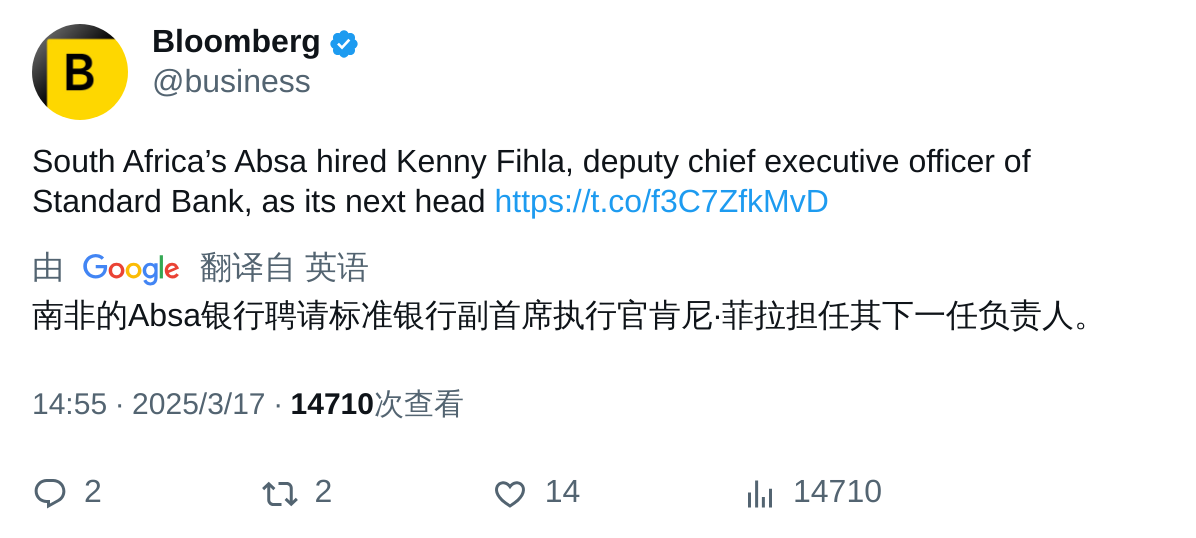 B
Bloomberg
@business
South Africa’s Absa hired Kenny Fihla, deputy chief executive officer of
Standard Bank, as its next head https://t.co/f3C7ZfkMvD
由 Google 翻译自 英语
南非的Absa银行聘请标准银行副首席执行官肯尼·菲拉担任其下一任负责人。
14:55 · 2025/3/17 · 14710次查看
2 2 14 14710